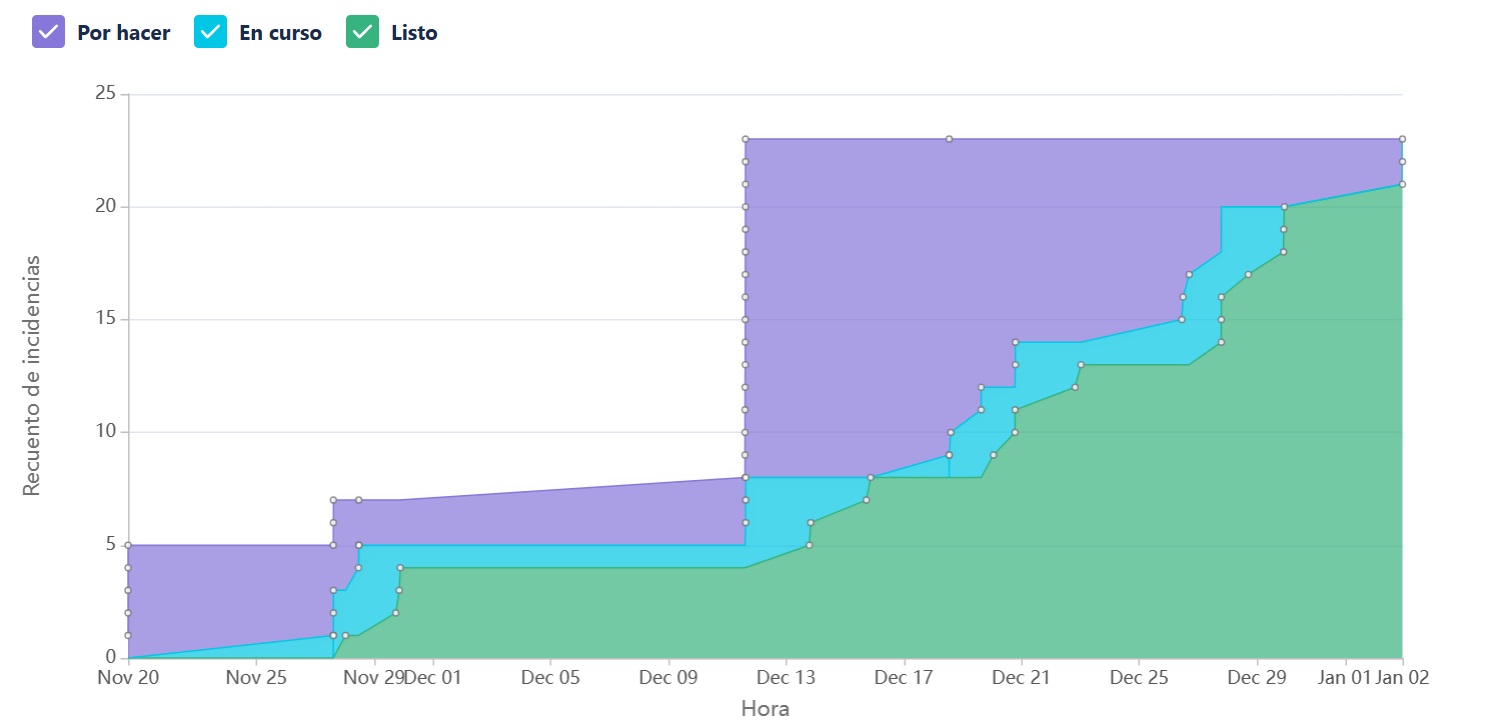 Por hacer En curso Listo
25
20
15
10
5
0
Recuento de incidencias
Nov 20 Nov 25 Nov 29 Dec 01 Dec 05 Dec 09 Dec 13 Dec 17 Dec 21 Dec 25 Dec 29 Jan 01 Jan 02
Hora